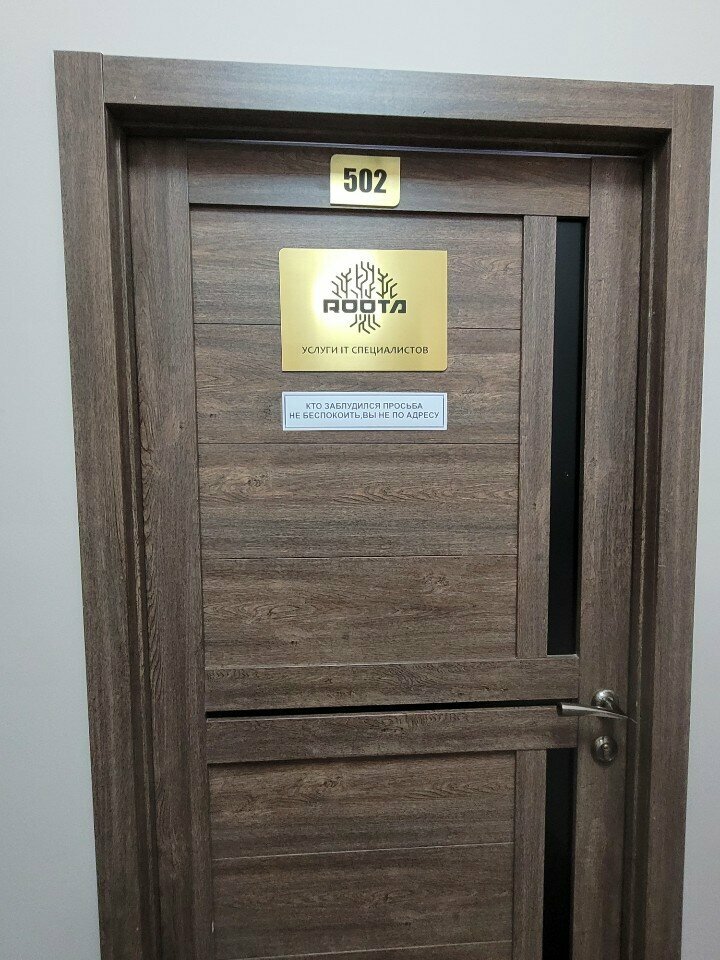 502
ROOTA
УСЛУГИ IT СПЕЦИАЛИСТОВ
КТО ЗАБЛУДИЛСЯ ПРОСЬБА
НЕ БЕСПОКОИТЬ,ВЫ НЕ ПО АДРЕСУ